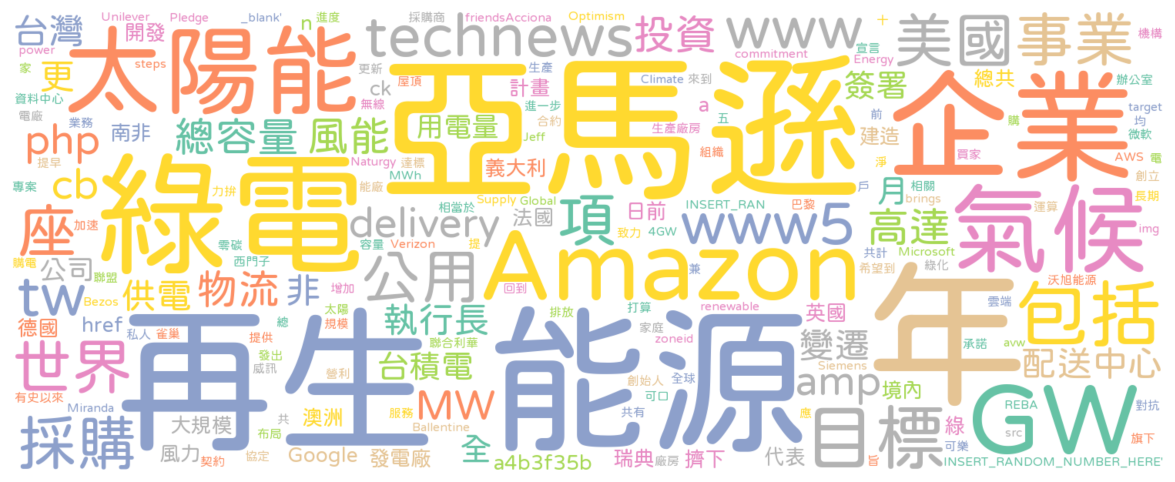 台灣
Unilever
Pledge
開發
_blank'
n
進度
採購商
friendsAcciona
technews
Optimism
投資
www
commitment
宣言
Energy
美國
十
事業
機構
power
家
steps
更
太陽能
更新
ck
屋頂
無線
生產
計畫
進一步
Climate
來到
簽署
總共
辦公室
資料中心
電廠
業務
南非
總容量
風能
用電量
合約
Jeff
亞馬遜
生產廠房
a
五
組織
前
建造
淨
購
企業
買家
target
均
微軟
php
提早
專案
cb
綠電
力拚
Naturgy
達標
MWh
能廠
義大利
Supply
Global
相當於
AWS
電
創立
brings
長期
座
加速
delivery
法國
項
日前
致力
4GW
INSERT_RAN
巴黎
戶
月
相關
高達
氣候
運算
img
零碳
西門子
容量
Verizon
提
www5
共計
Microsoft
綠化
購電
公司
聯盟
公用
Amazon
回到
兼
希望到
沃旭能源
tw
Bezos
供電
物流
非
增加
執行長
排放
打算
renewable
英國
年
雲端
包括
德國
href
私人
雀巢
總
太陽
規模
提供
聯合利華
家庭
zoneid
變遷
Siemens
承諾
avw
配送中心
世界
有史以來
發出
威訊
再生
能源
營利
台積電
創始人
全球
可口
amp
境內
Miranda
大規模
共
澳洲
服務
MW
Ballentine
共有
應
目標
REBA
src
綠
GW
對抗
旗下
採購
風力
布局
契約
協定
Google
發電廠
全
a4b3f35b
瑞典
廠房
擠下
代表
旨
可樂
INSERT_RANDOM_NUMBER_HERE'